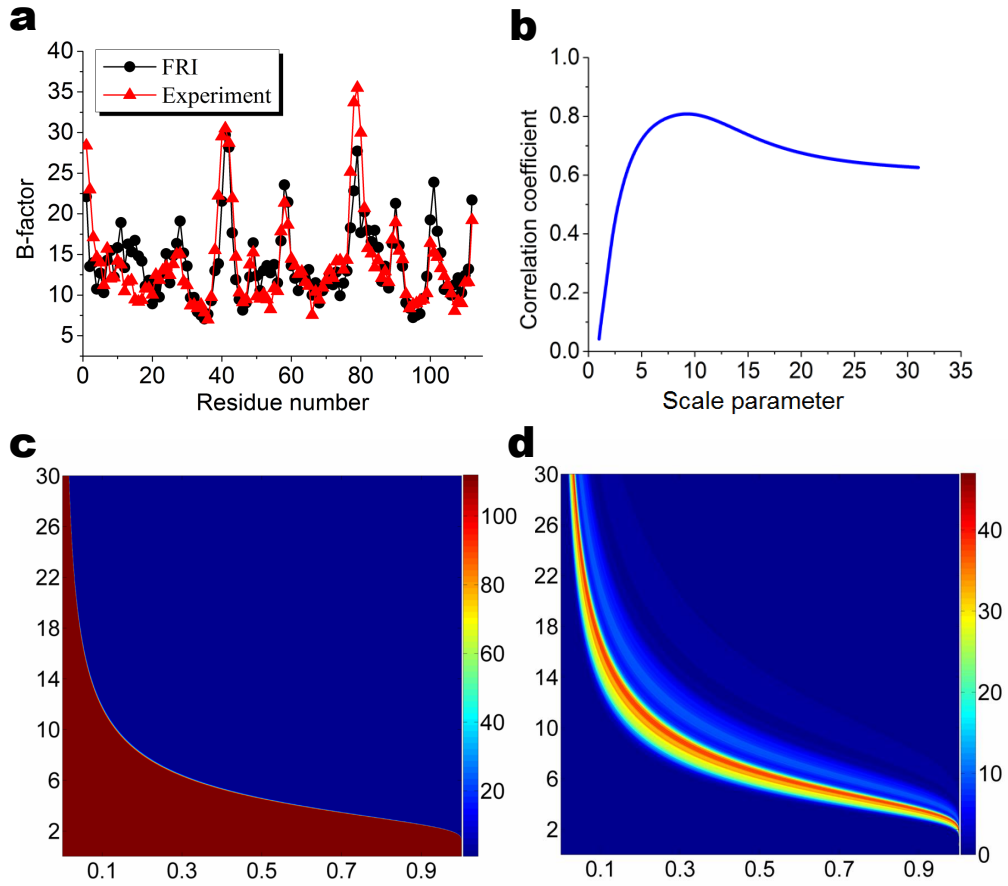 a
40
35
30
25
20
15
10
5
B-factor
FRI
Experiment
0 20 40 60 80 100
Residue number
b
1.0
0.8
0.6
0.4
0.2
0.0
Correlation coefficient
0 5 10 15 20 25 30 35
Scale parameter
c
30
26
22
18
14
10
6
2
0.1 0.3 0.5 0.7 0.9
100
80
60
40
20
d
30
26
22
18
14
10
6
2
0.1 0.3 0.5 0.7 0.9
40
30
20
10
0